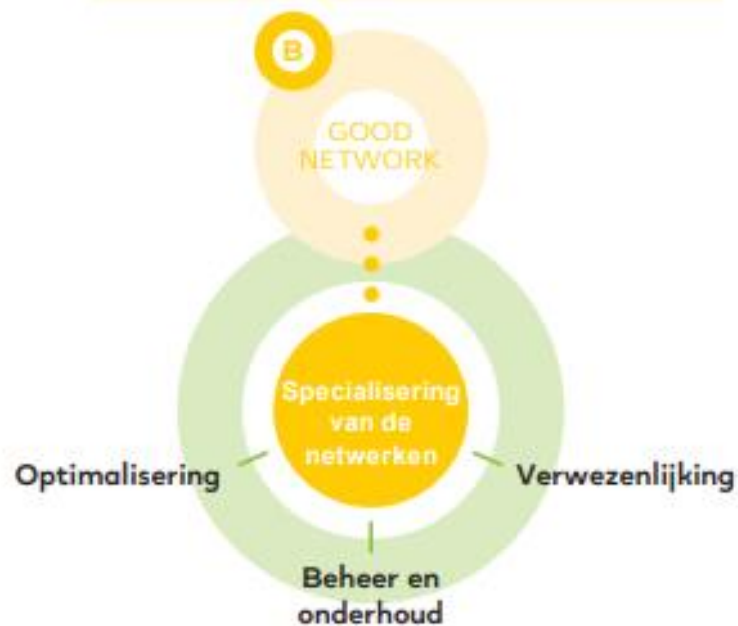 B
GOOD
NETWORK
Specialisering
van de
netwerken
Optimalisering
Verwezenlijking
Beheer en
onderhoud